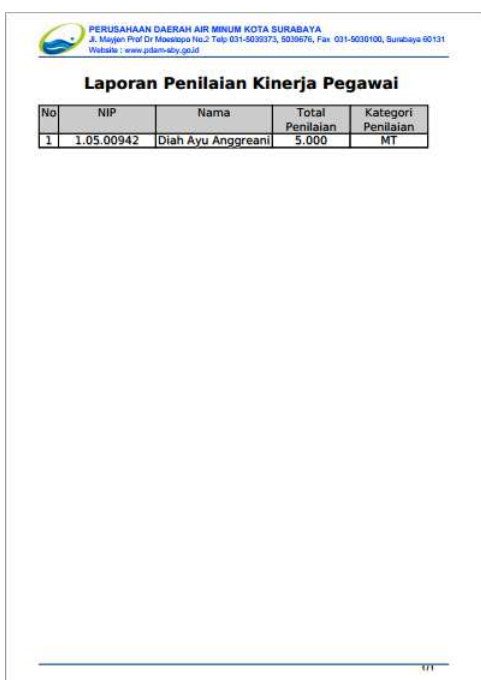 PERUSAHAAN DAERAH AIR MINUM KOTA SURABAYA
Jl. Mayjen Prof Dr Moestopo No.2 Telp 031-5039373, 5039676, Fax 031-5030100, Surabaya 60131
Website : www.pdam-sby.go.id
Laporan Penilaian Kinerja Pegawai
No NIP Nama Total Penilaian Kategori Penilaian
1 1.05.00942 Diah Ayu Anggreani 5.000 MT
1/1